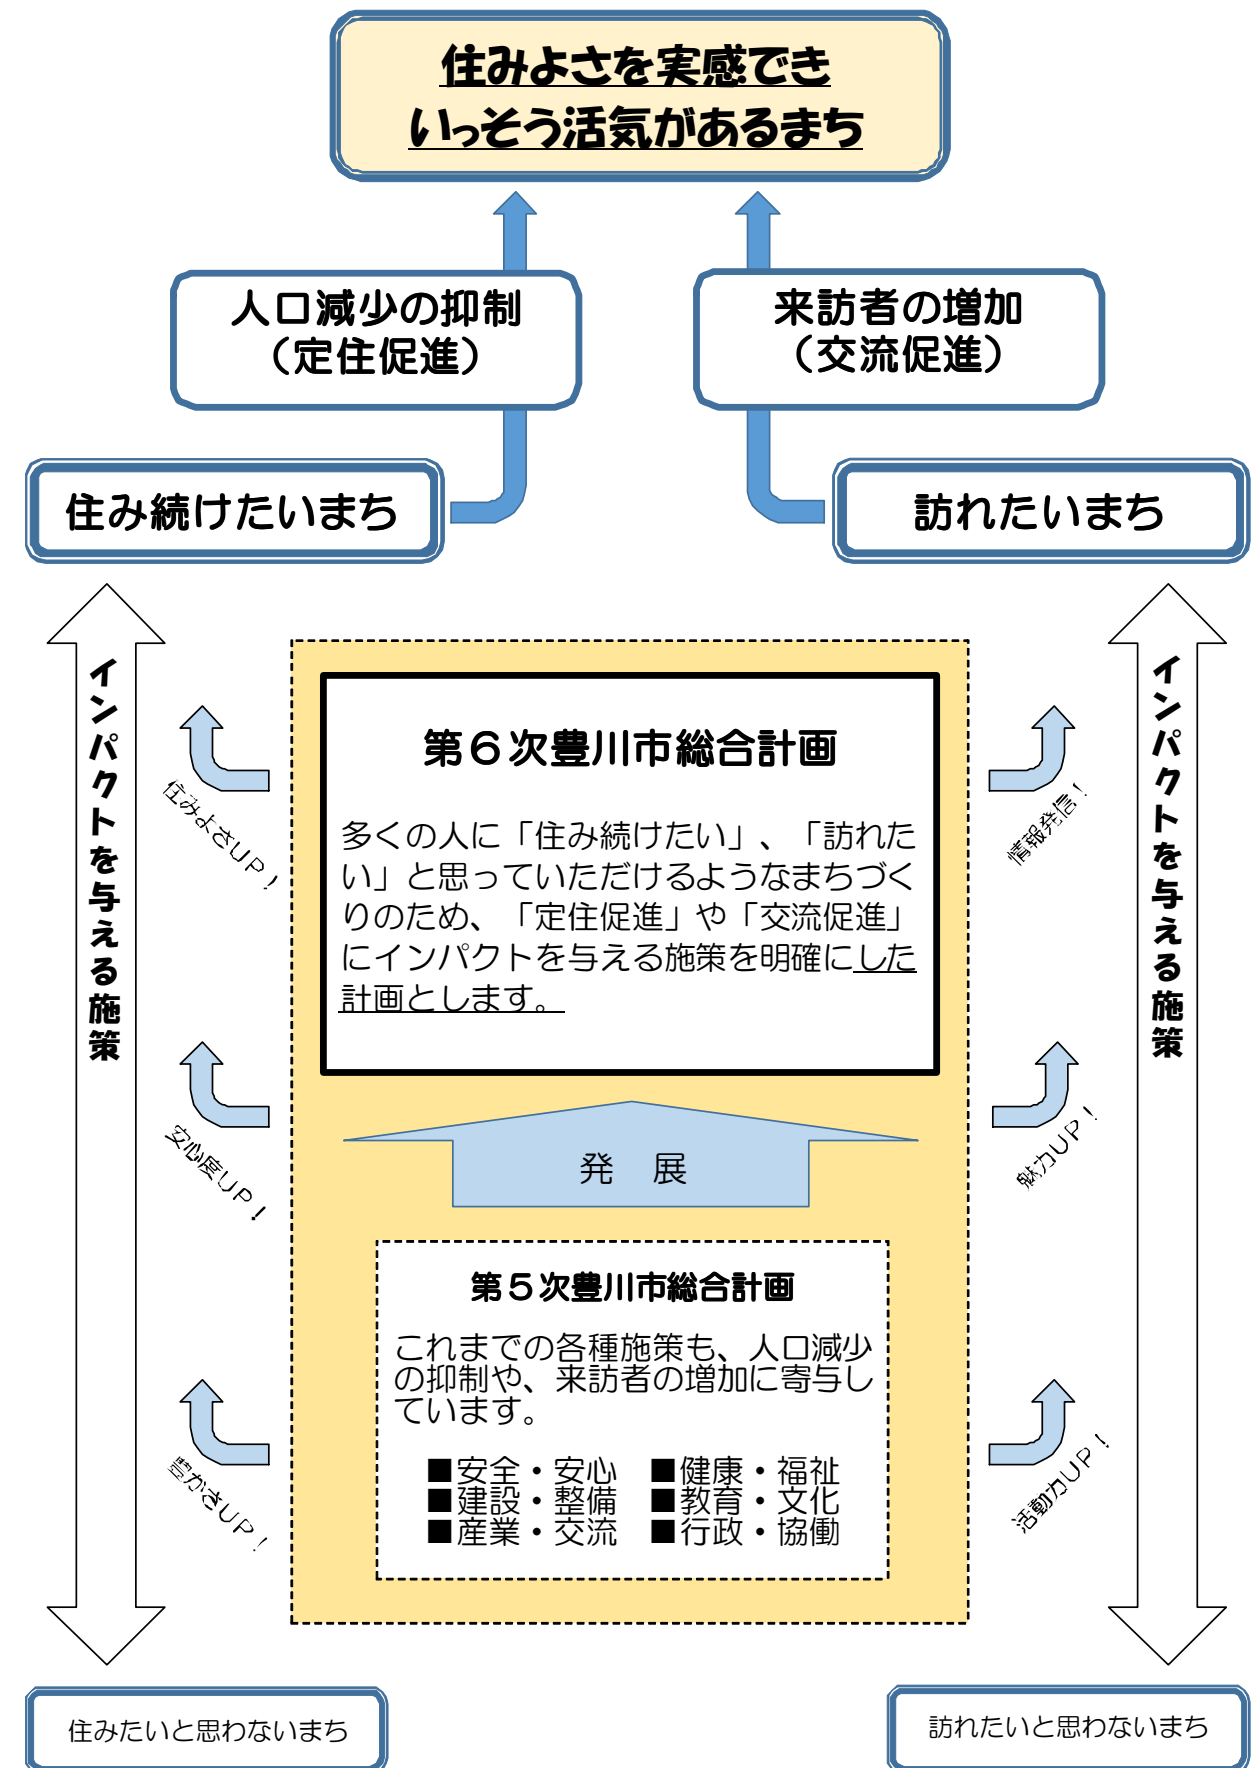 住みよさを実感でき
いっそう活気があるまち
人口減少の抑制
（定住促進）
来訪者の増加
（交流促進）
住み続けたいまち
訪れたいまち
インパクトを与える施策
住みよさUP！
安心度UP！
豊かさUP！
第６次豊川市総合計画
多くの人に「住み続けたい」、「訪れた
い」と思っていただけるようなまちづく
りのため、「定住促進」や「交流促進」
にインパクトを与える施策を明確にした
計画とします。
発　展
第５次豊川市総合計画
これまでの各種施策も、人口減少
の抑制や、来訪者の増加に寄与し
ています。
■安全・安心　■健康・福祉
■建設・整備　■教育・文化
■産業・交流　■行政・協働
情報発信！
魅力UP！
活動力UP！
インパクトを与える施策
住みたいと思わないまち
訪れたいと思わないまち